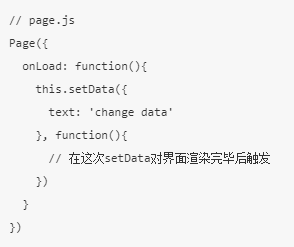 // page.js
Page({
  onLoad: function(){
    this.setData({
      text: 'change data'
    }, function(){
      // 在这次setData对界面渲染完毕后触发
    })
  }
})